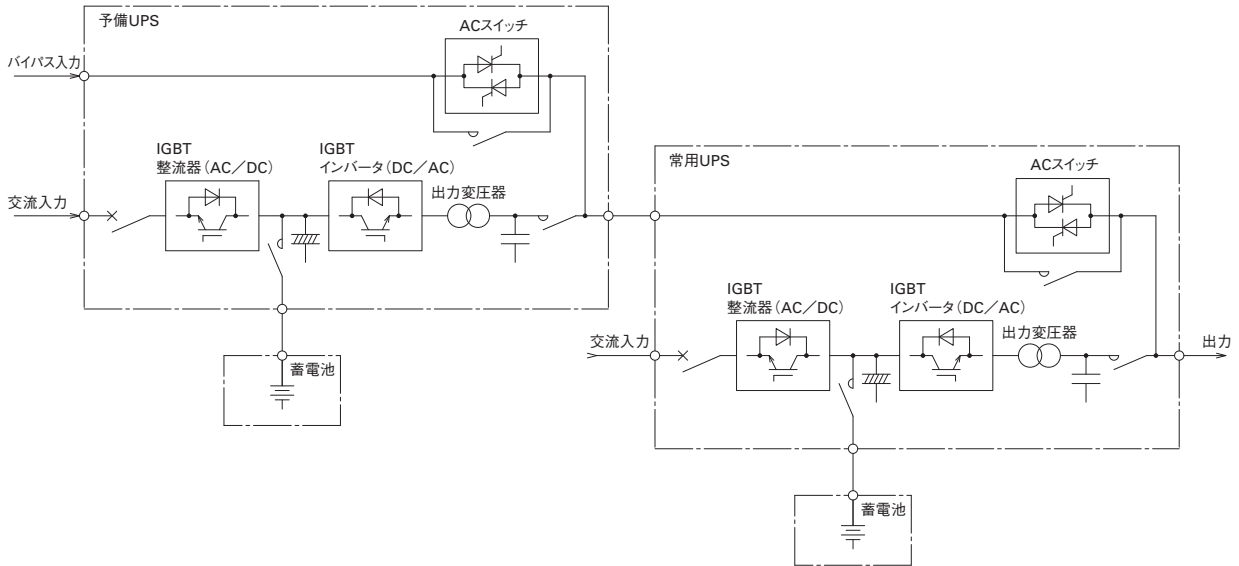 予備UPS
ACスイッチ
バイパス入力
IGBT
整流器(AC/DC)
IGBT
インバータ(DC/AC)
出力変圧器
交流入力
蓄電池
常用UPS
ACスイッチ
IGBT
整流器(AC/DC)
IGBT
インバータ(DC/AC)
出力変圧器
交流入力
出力
蓄電池